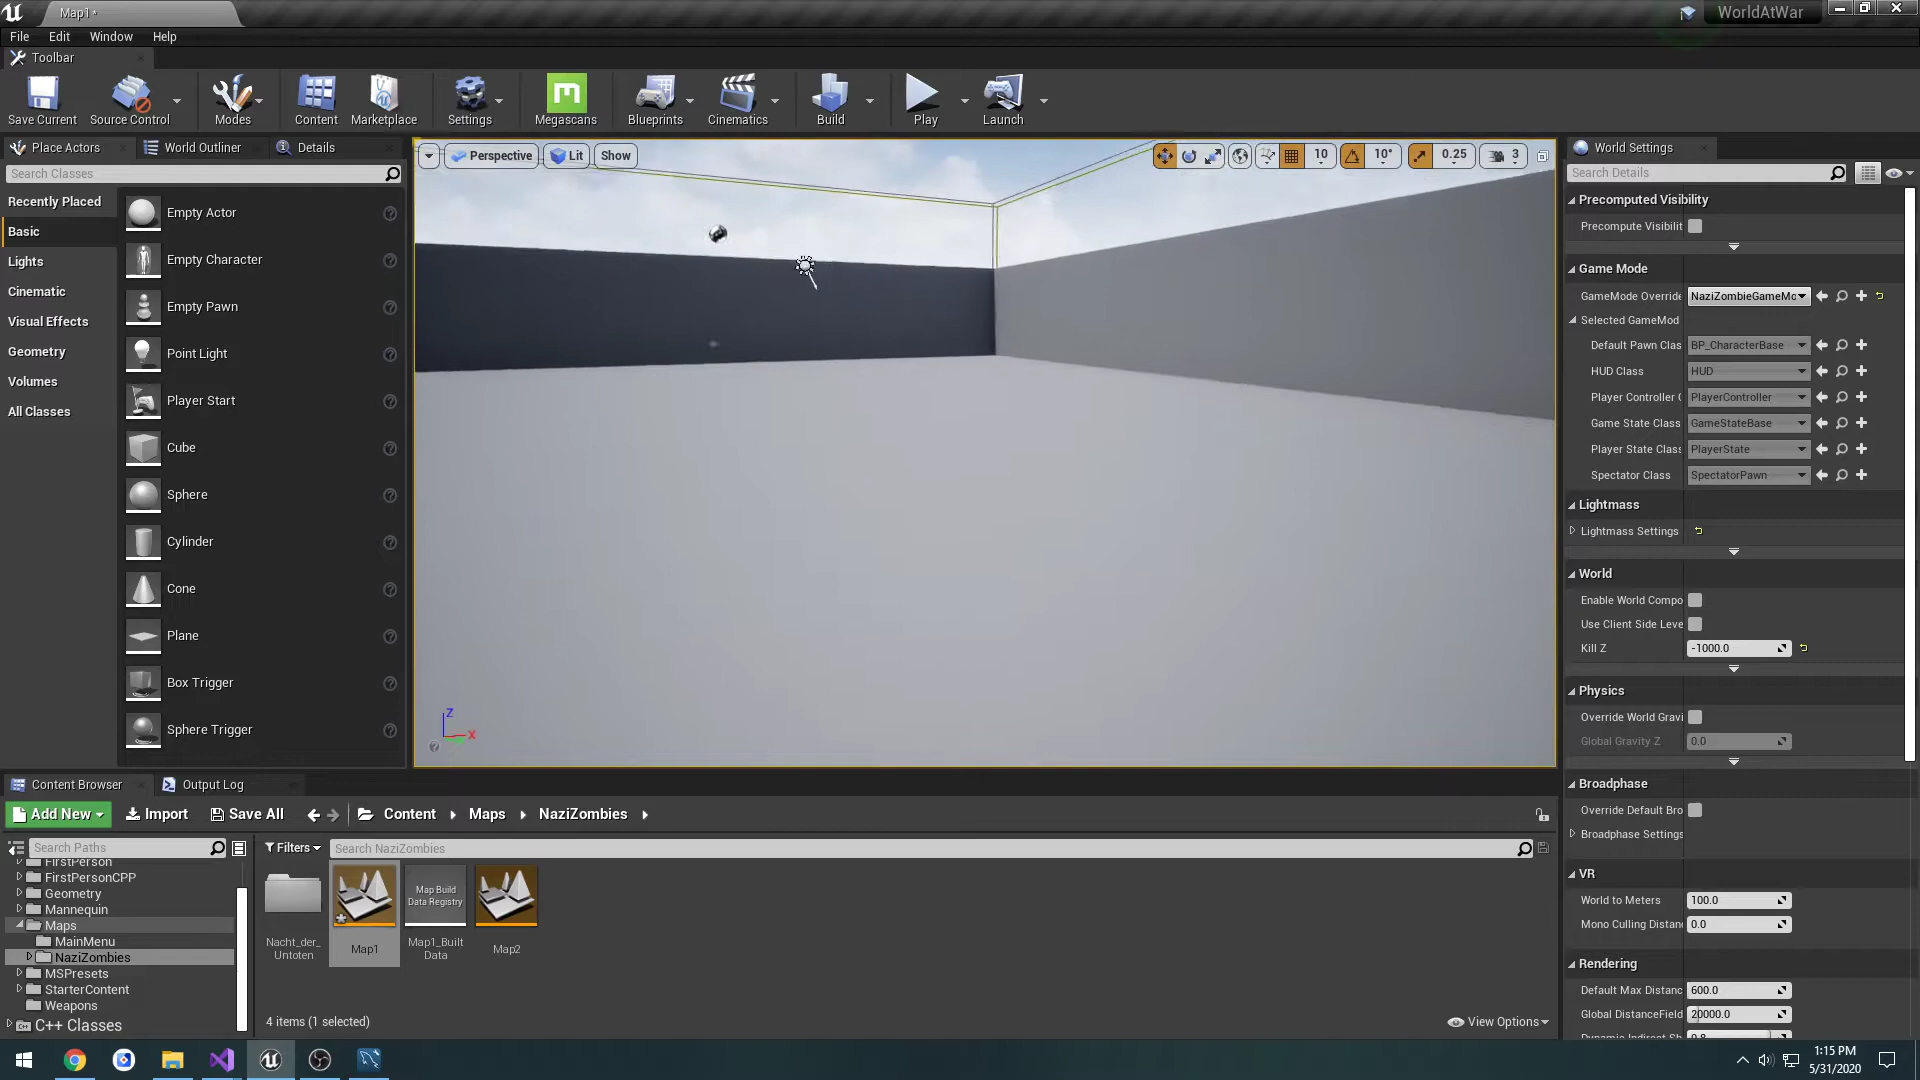 Map1*
WorldAtWar
File Edit Window Help
Toolbar
Save Current Source Control Modes Content Marketplace Settings Megascans Blueprints Cinematics Build Play Launch
Place Actors World Outliner Details
Search Classes
Recently Placed
Basic
Lights
Cinematic
Visual Effects
Geometry
Volumes
All Classes
Empty Actor
Empty Character
Empty Pawn
Point Light
Player Start
Cube
Sphere
Cylinder
Cone
Plane
Box Trigger
Sphere Trigger
Perspective Lit Show
10 10° 0.25 3
Z
X
World Settings
Search Details
Precomputed Visibility
Precompute Visibilit
Game Mode
GameMode Override NaziZombieGameMo
Selected GameMod
Default Pawn Clas BP_CharacterBase
HUD Class HUD
Player Controller C PlayerController
Game State Class GameStateBase
Player State Class PlayerState
Spectator Class SpectatorPawn
Lightmass
Lightmass Settings
World
Enable World Compo
Use Client Side Leve
Kill Z -1000.0
Physics
Override World Gravi
Global Gravity Z 0.0
Broadphase
Override Default Bro
Broadphase Settings
VR
World to Meters 100.0
Mono Culling Distan 0.0
Rendering
Default Max Distanc 600.0
Global DistanceField 20000.0
Content Browser Output Log
Add New Import Save All Content Maps NaziZombies
Search Paths
Filters
Search NaziZombies
FirstPerson
FirstPersonCPP
Geometry
Mannequin
Maps
MainMenu
NaziZombies
MSPresets
StarterContent
Weapons
C++ Classes
Map Build
Data Registry
Nacht_der_
Untoten
Map1
Map1_Built
Data
Map2
4 items (1 selected)
View Options
1:15 PM
5/31/2020